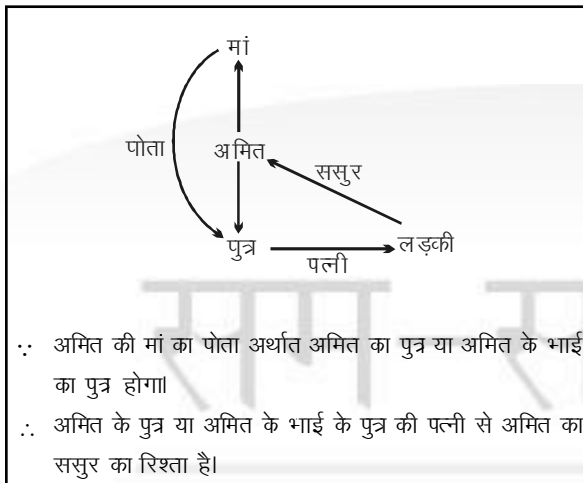 मां
पोता
अमित
ससुर
पुत्र
पत्नी
लड़की
∵ अमित की मां का पोता अर्थात अमित का पुत्र या अमित के भाई
का पुत्र होगा।
∴ अमित के पुत्र या अमित के भाई के पुत्र की पत्नी से अमित का
ससुर का रिश्ता है।